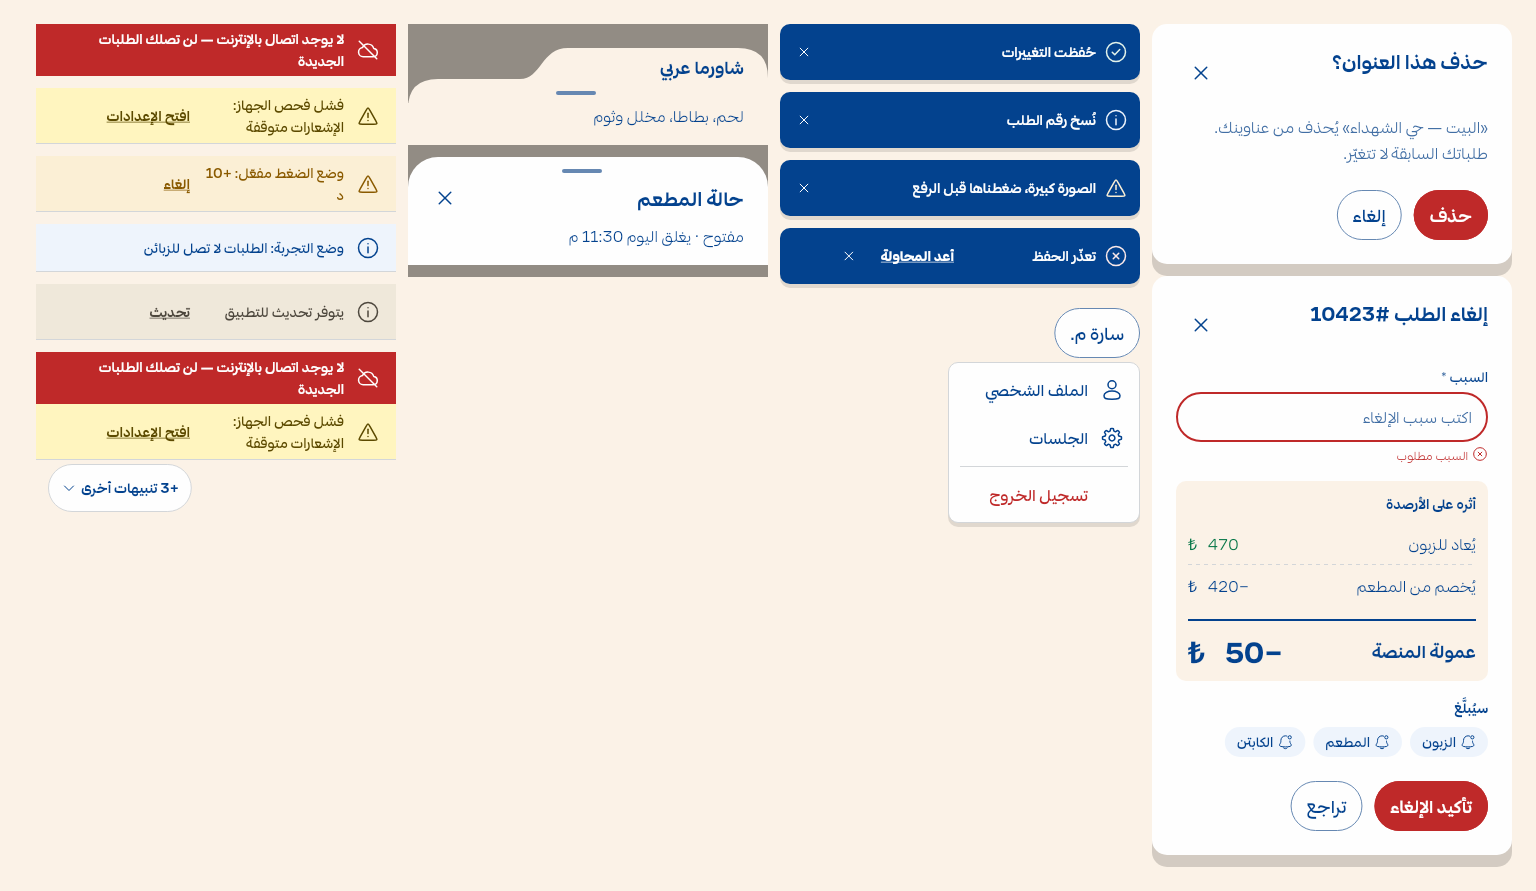 حذف هذا العنوان؟
«البيت — حي الشهداء» يُحذف من عناوينك.
طلباتك السابقة لا تتغيّر.
حذف
إلغاء
إلغاء الطلب #10423
السبب *
اكتب سبب الإلغاء
السبب مطلوب
أثره على الأرصدة
يُعاد للزبون
470 ₺
يُخصم من المطعم
−420 ₺
عمولة المنصة
−50 ₺
سيُبلَّغ
الزبون
المطعم
الكابتن
تأكيد الإلغاء
تراجع
حُفظت التغييرات
نُسخ رقم الطلب
الصورة كبيرة، ضغطناها قبل الرفع
تعذّر الحفظ
أعد المحاولة
سارة م.
الملف الشخصي
الجلسات
تسجيل الخروج
شاورما عربي
لحم، بطاطا، مخلل وثوم
حالة المطعم
مفتوح · يغلق اليوم 11:30 م
لا يوجد اتصال بالإنترنت — لن تصلك الطلبات
الجديدة
فشل فحص الجهاز:
الإشعارات متوقفة
افتح الإعدادات
وضع الضغط مفعّل: +10
د
إلغاء
وضع التجربة: الطلبات لا تصل للزبائن
يتوفر تحديث للتطبيق
تحديث
لا يوجد اتصال بالإنترنت — لن تصلك الطلبات
الجديدة
فشل فحص الجهاز:
الإشعارات متوقفة
افتح الإعدادات
+3 تنبيهات أخرى